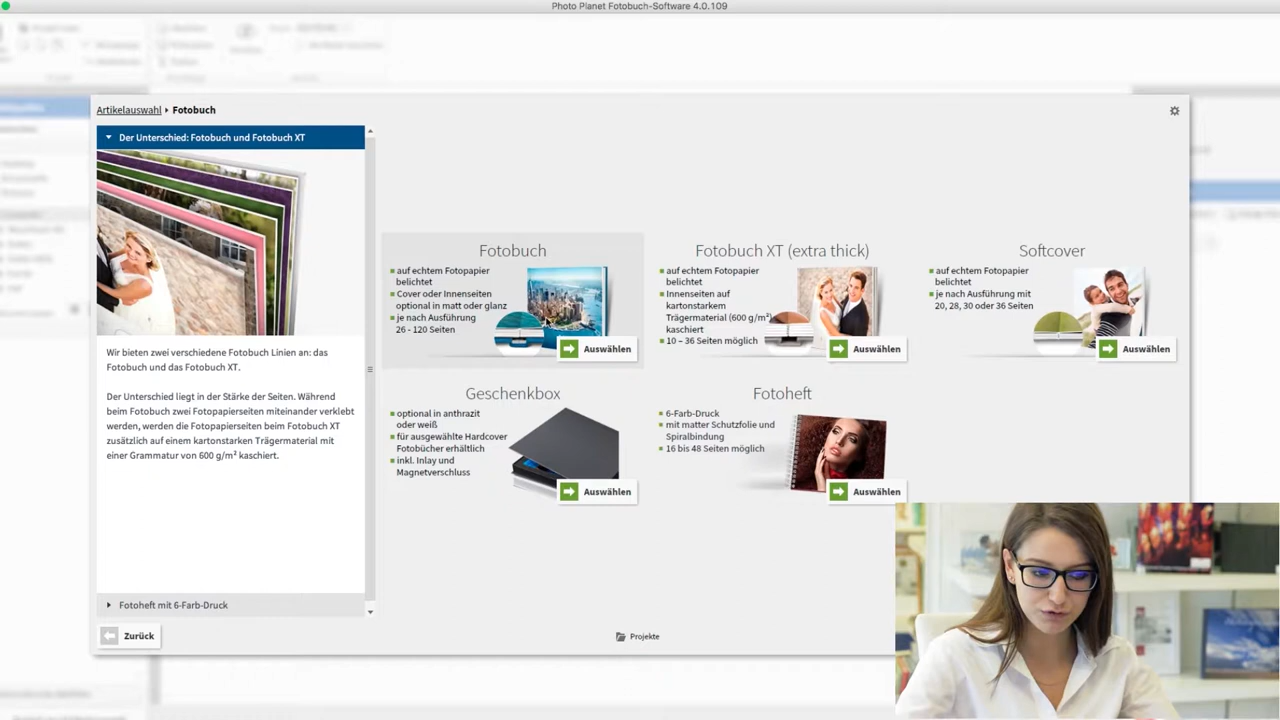 Photo Planet Fotobuch-Software 4.0.109
Artikelauswahl ▸ Fotobuch
Der Unterschied: Fotobuch und Fotobuch XT
Wir bieten zwei verschiedene Fotobuch Linien an: das
Fotobuch und das Fotobuch XT.
Der Unterschied liegt in der Stärke der Seiten. Während
beim Fotobuch zwei Fotopapierseiten miteinander verklebt
werden, werden die Fotopapierseiten beim Fotobuch XT
zusätzlich auf einem kartonstarken Trägermaterial mit
einer Grammatur von 600 g/m² kaschiert.
Fotoheft mit 6-Farb-Druck
Zurück
Fotobuch
auf echtem Fotopapier
belichtet
Cover oder Innenseiten
optional in matt oder glanz
je nach Ausführung
26 - 120 Seiten
Auswählen
Fotobuch XT (extra thick)
auf echtem Fotopapier
belichtet
Innenseiten auf
kartonstarkem
Trägermaterial (600 g/m²)
kaschiert
10 – 36 Seiten möglich
Auswählen
Softcover
auf echtem Fotopapier
belichtet
je nach Ausführung mit
20, 28, 30 oder 36 Seiten
Auswählen
Geschenkbox
optional in anthrazit
oder weiß
für ausgewählte Hardcover
Fotobücher erhältlich
inkl. Inlay und
Magnetverschluss
Auswählen
Fotoheft
6-Farb-Druck
mit matter Schutzfolie und
Spiralbindung
16 bis 48 Seiten möglich
Auswählen
Projekte